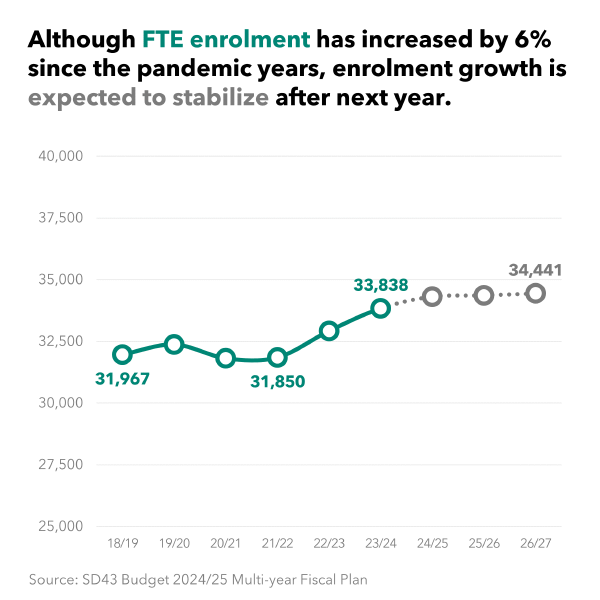 Although FTE enrolment has increased by 6%
since the pandemic years, enrolment growth is
expected to stabilize after next year.
40,000
37,500
35,000
34,441
33,838
32,500
31,967
31,850
30,000
27,500
25,000
18/19 19/20 20/21 21/22 22/23 23/24 24/25 25/26 26/27
Source: SD43 Budget 2024/25 Multi-year Fiscal Plan